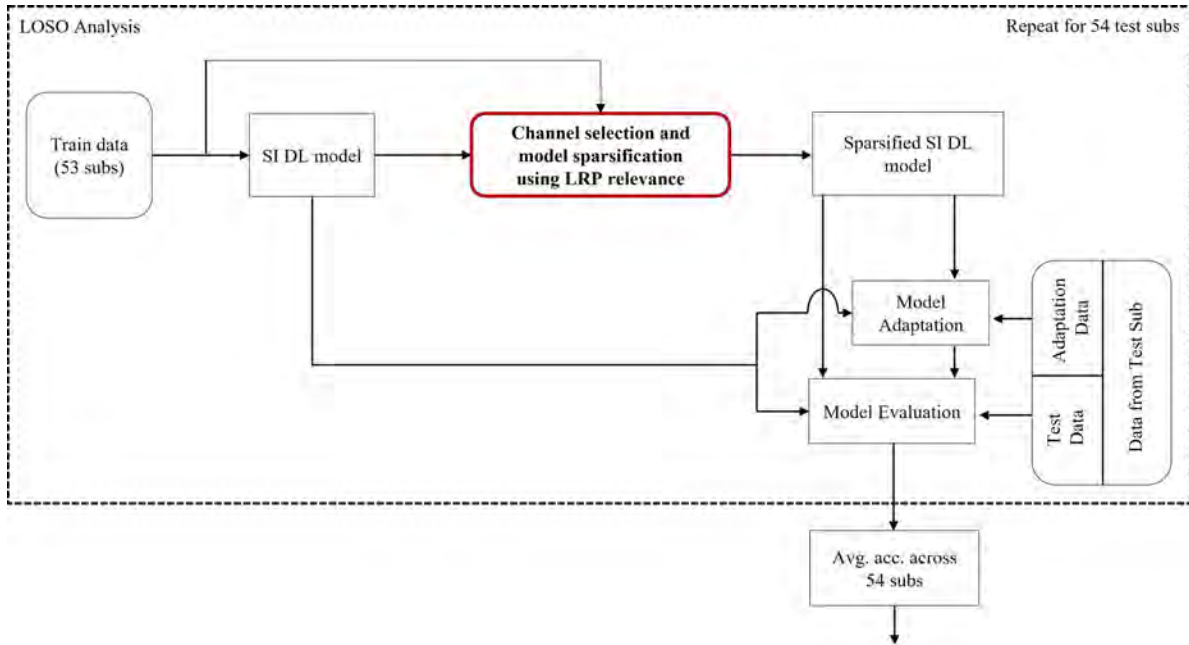 LOSO Analysis
Repeat for 54 test subs
Train data
(53 subs)
SI DL model
Channel selection and
model sparsification
using LRP relevance
Sparsified SI DL
model
Model
Adaptation
Adaptation
Data
Data from Test Sub
Model Evaluation
Test
Data
Avg. acc. across
54 subs